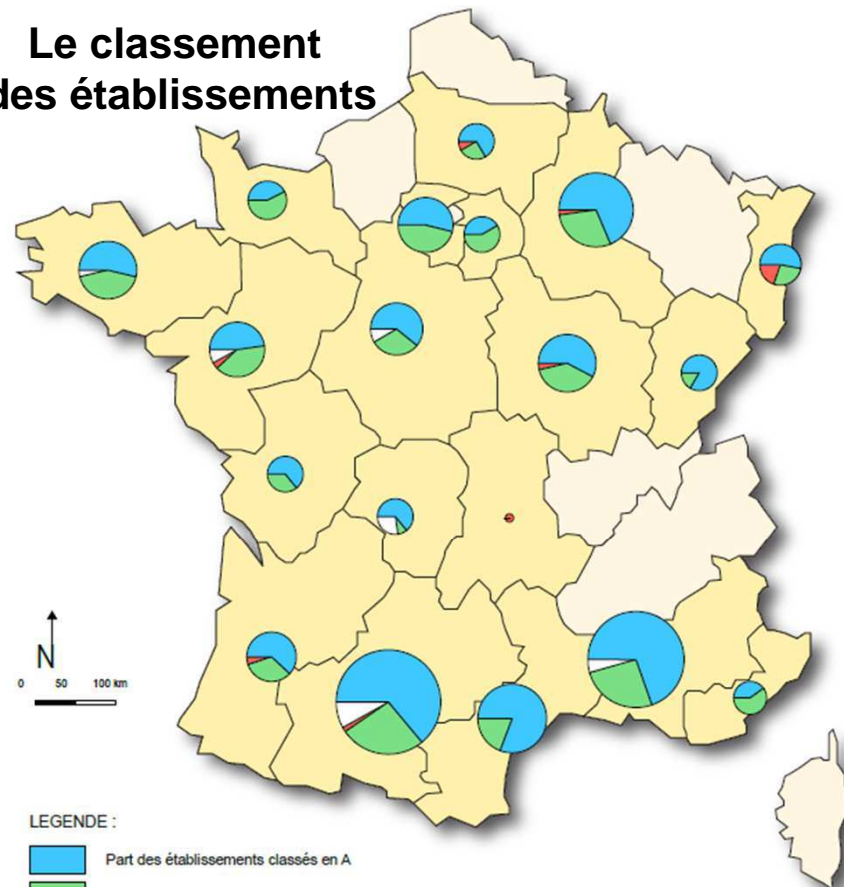 Le classement
des établissements
N
0 50 100 km
LEGENDE :
Part des établissements classés en A